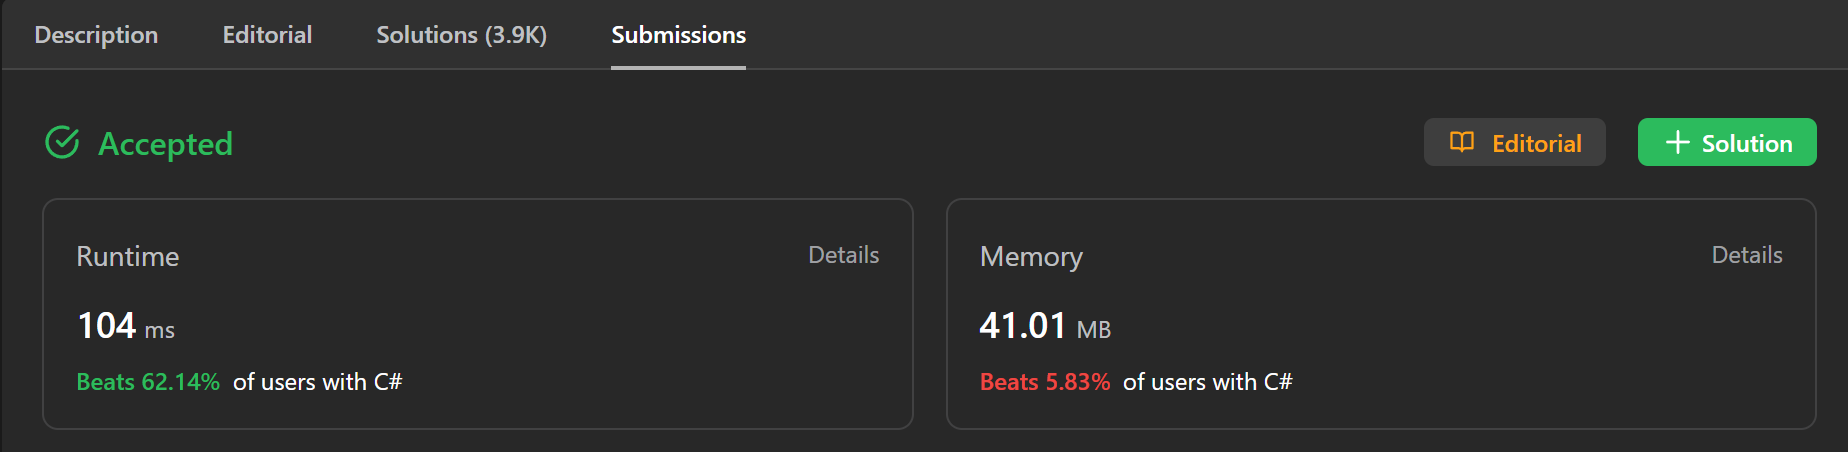 Description Editorial Solutions (3.9K) Submissions
Accepted
Editorial
Solution
Runtime Details
104 ms
Beats 62.14% of users with C#
Memory Details
41.01 MB
Beats 5.83% of users with C#